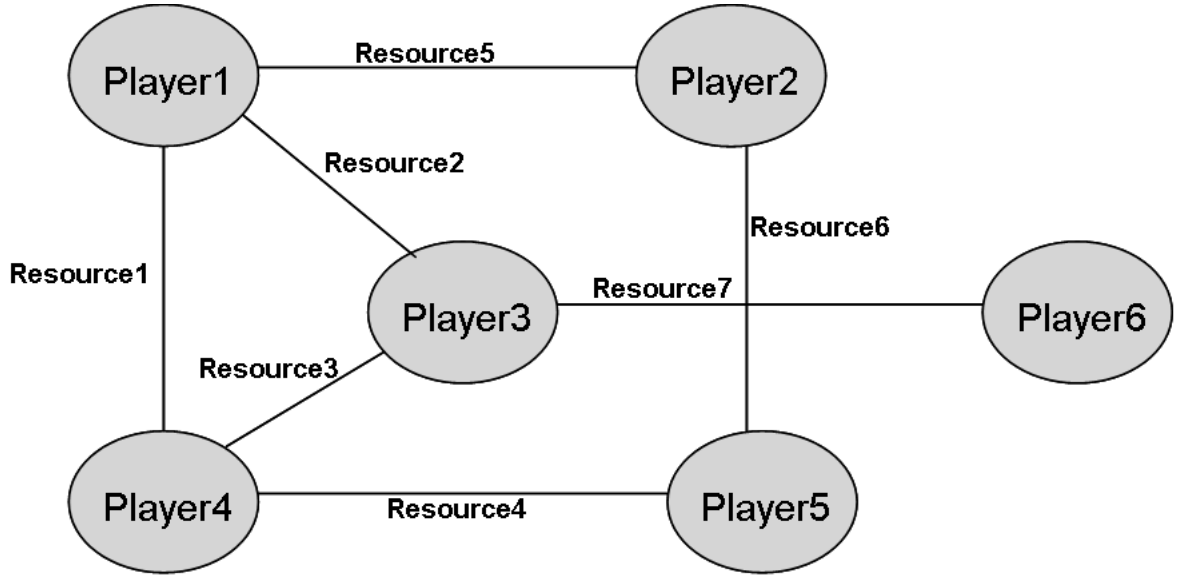 Resource5
Player1
Player2
Resource2
Resource6
Resource1
Resource7
Player3
Player6
Resource3
Player4
Resource4
Player5